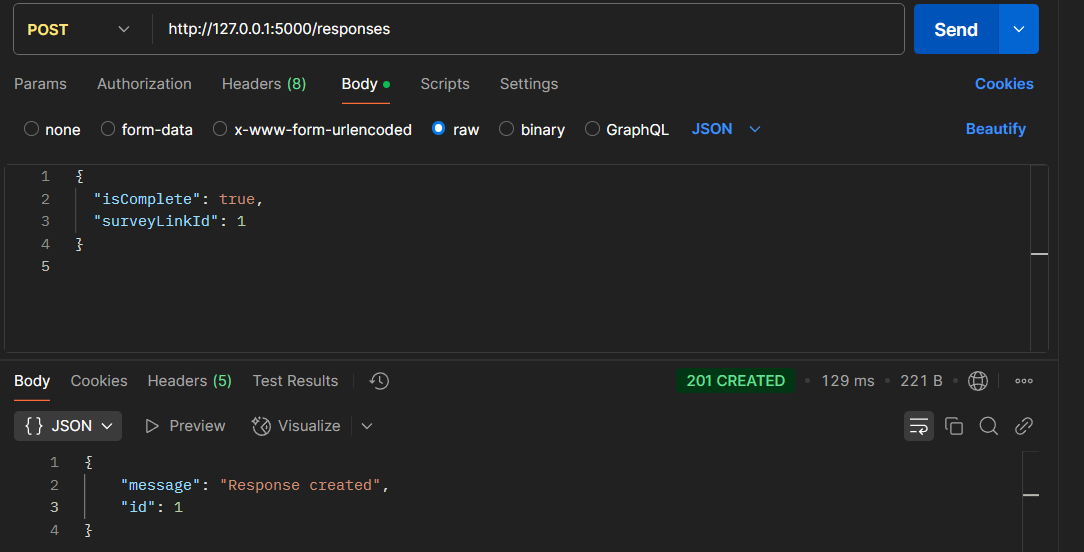 POST http://127.0.0.1:5000/responses Send
Params Authorization Headers (8) Body Scripts Settings Cookies
none form-data x-www-form-urlencoded raw binary GraphQL JSON Beautify
1 {
2 "isComplete": true,
3 "surveyLinkId": 1
4 }
5
Body Cookies Headers (5) Test Results 201 CREATED • 129 ms • 221 B •
{} JSON Preview Visualize
1 {
2 "message": "Response created",
3 "id": 1
4 }